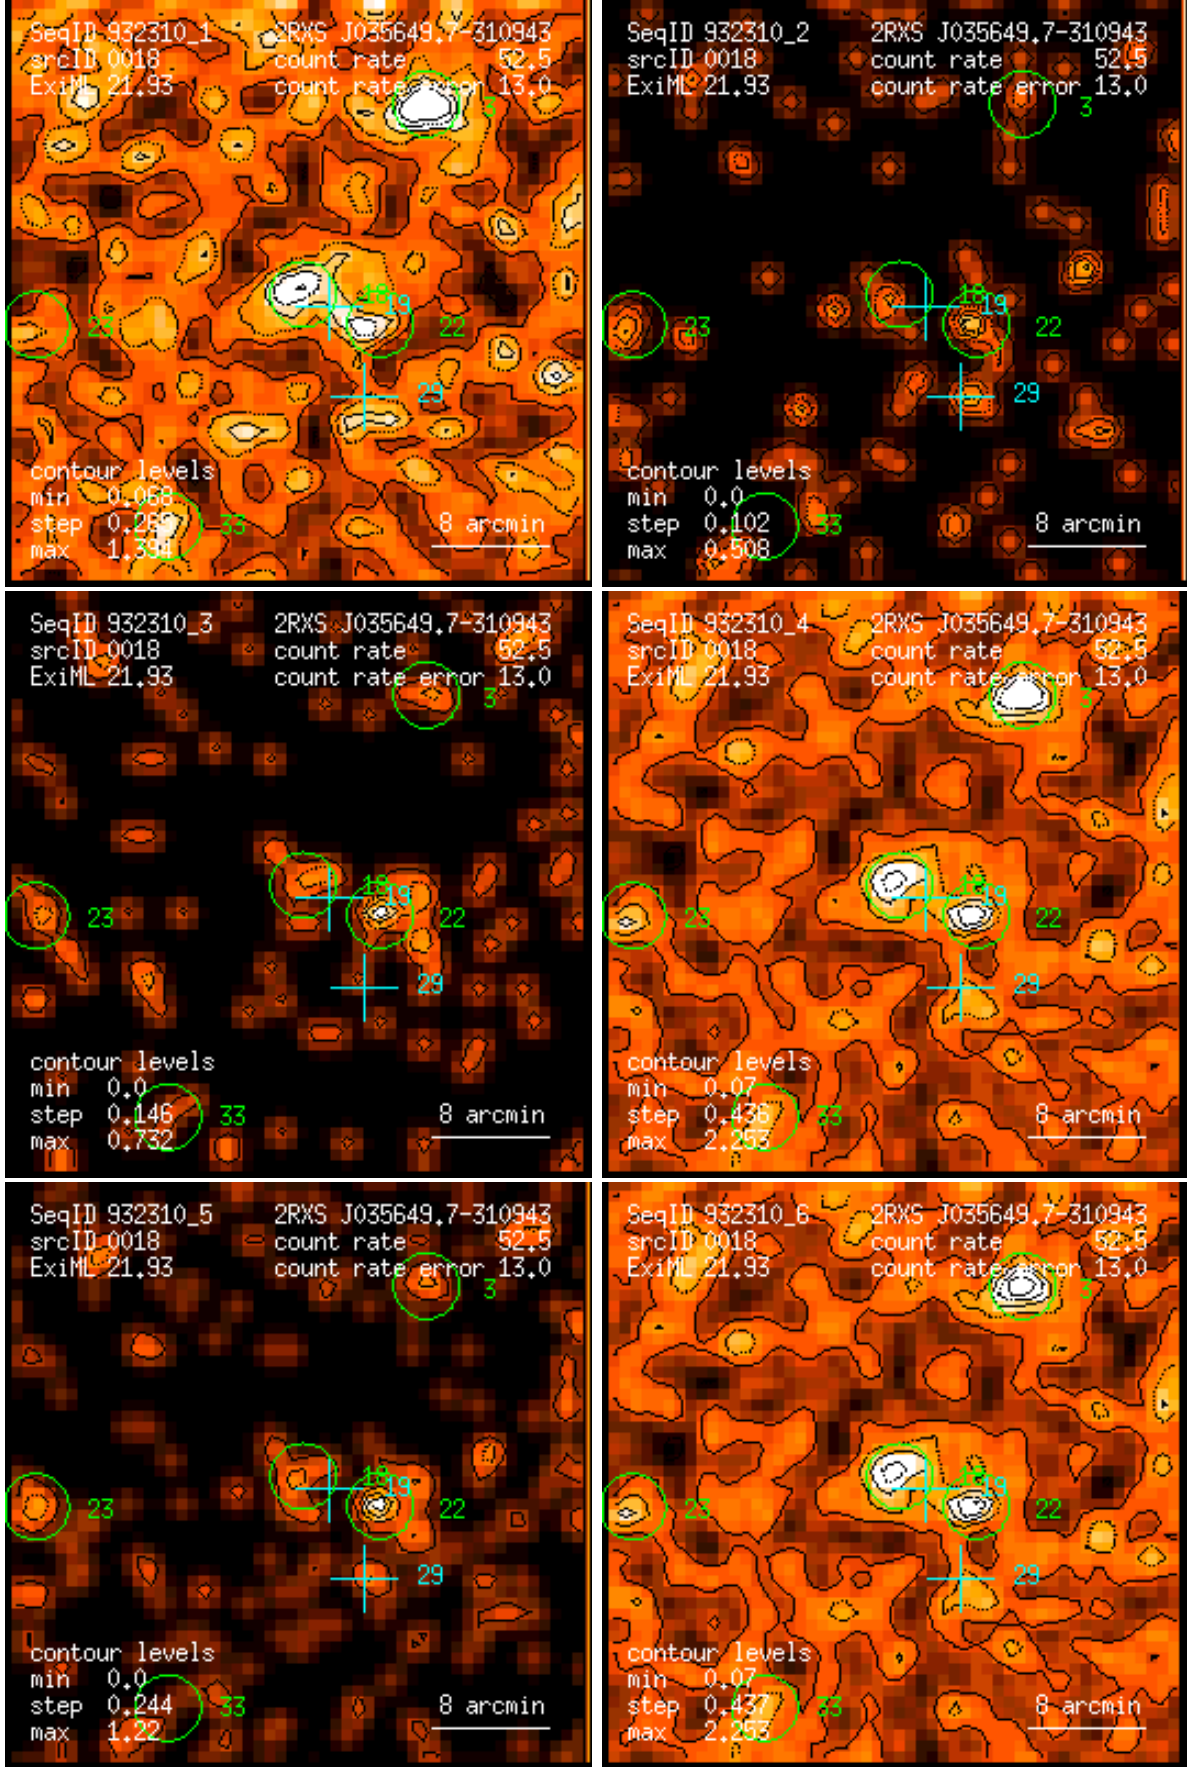 SeqID 932310_1 2RXS J035649.7-310943
srcID 0018 count rate 52.5
ExiML 21.93 count rate error 13.0
3
18
19
23
22
29
contour levels
min 0.068
step 0.265
max 1.394
33
8 arcmin
SeqID 932310_2 2RXS J035649.7-310943
srcID 0018 count rate 52.5
ExiML 21.93 count rate error 13.0
3
18
19
23
22
29
contour levels
min 0.0
step 0.102
max 0.508
33
8 arcmin
SeqID 932310_3 2RXS J035649.7-310943
srcID 0018 count rate 52.5
ExiML 21.93 count rate error 13.0
3
18
19
23
22
29
contour levels
min 0.0
step 0.146
max 0.732
33
8 arcmin
SeqID 932310_4 2RXS J035649.7-310943
srcID 0018 count rate 52.5
ExiML 21.93 count rate error 13.0
3
18
19
23
22
29
contour levels
min 0.07
step 0.436
max 2.253
33
8 arcmin
SeqID 932310_5 2RXS J035649.7-310943
srcID 0018 count rate 52.5
ExiML 21.93 count rate error 13.0
3
18
19
23
22
29
contour levels
min 0.0
step 0.244
max 1.22
33
8 arcmin
SeqID 932310_6 2RXS J035649.7-310943
srcID 0018 count rate 52.5
ExiML 21.93 count rate error 13.0
3
18
19
23
22
29
contour levels
min 0.07
step 0.437
max 2.253
33
8 arcmin